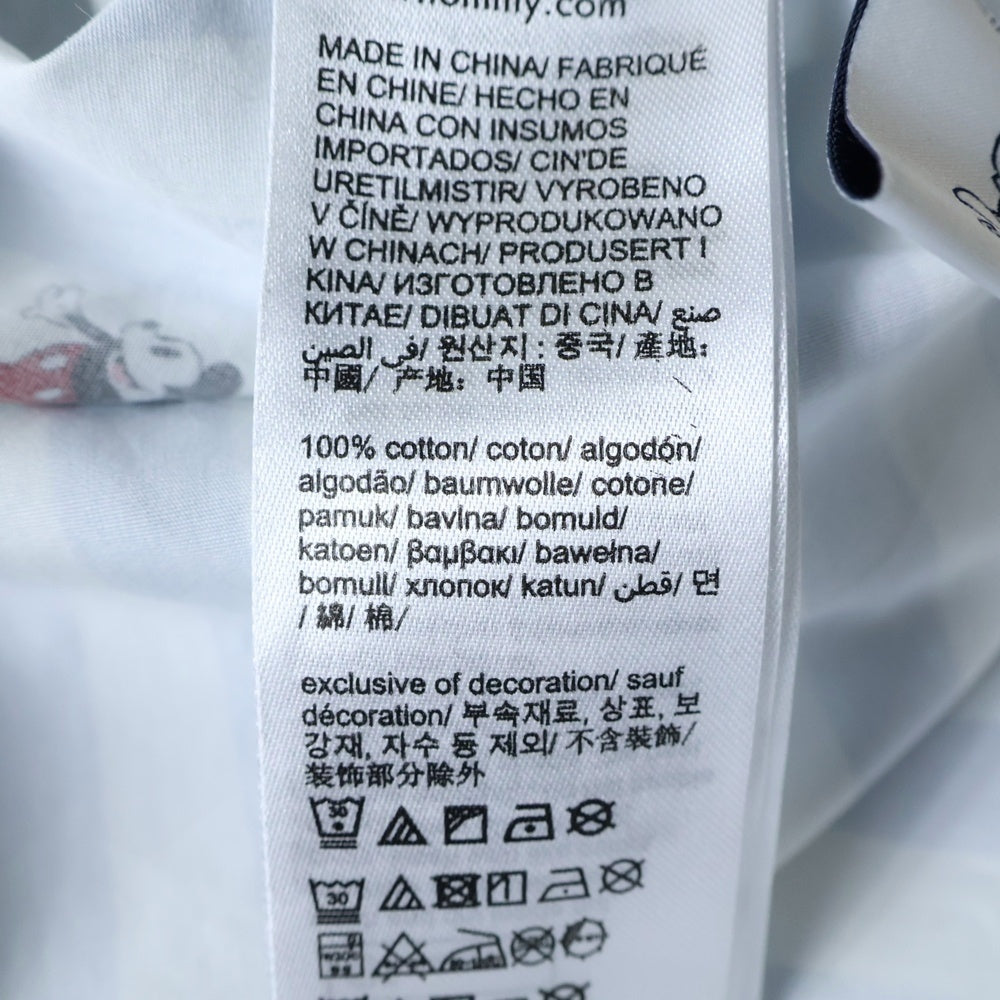 MADE IN CHINA/ FABRIQUÉ
EN CHINE/ HECHO EN
CHINA CON INSUMOS
IMPORTADOS/ CIN'DE
URETILMISTIR/ VYROBENO
V ČÍNĚ/ WYPRODUKOWANO
W CHINACH/ PRODUSERT I
KINA/ ИЗГОТОВЛЕНО В
КИТАЕ/ DIBUAT DI CINA/ صنع
في الصين/ 원산지 : 중국/ 產地:
中國/ 产地: 中国
100% cotton/ coton/ algodón/
algodão/ baumwolle/ cotone/
pamuk/ bavlna/ bomuld/
katoen/ βαμβακι/ bawełna/
bomull/ хлопок/ katun/ قطن/ 면
/ 綿/ 棉/
exclusive of decoration/ sauf
décoration/ 부속재료, 상표, 보
강재, 자수 등 제외/ 不含裝飾/
装饰部分除外
30
30